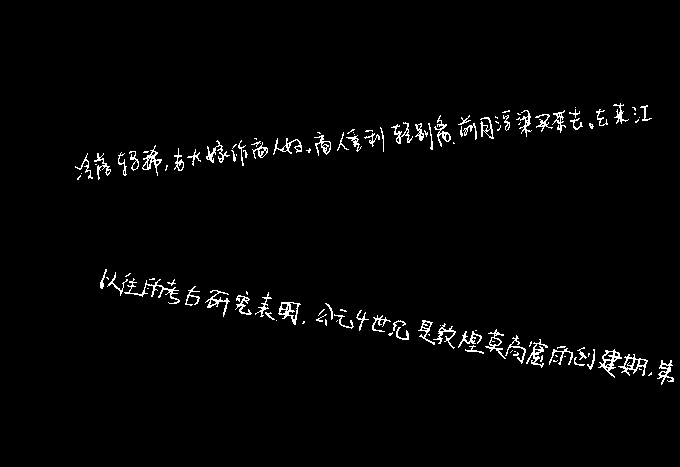 冷落鞍马稀,老大嫁作商人妇。商人重利轻别离,前月浮梁买茶去。去来江
以往所考古研究表明,公元4世纪是敦煌莫高窟的创建期,第